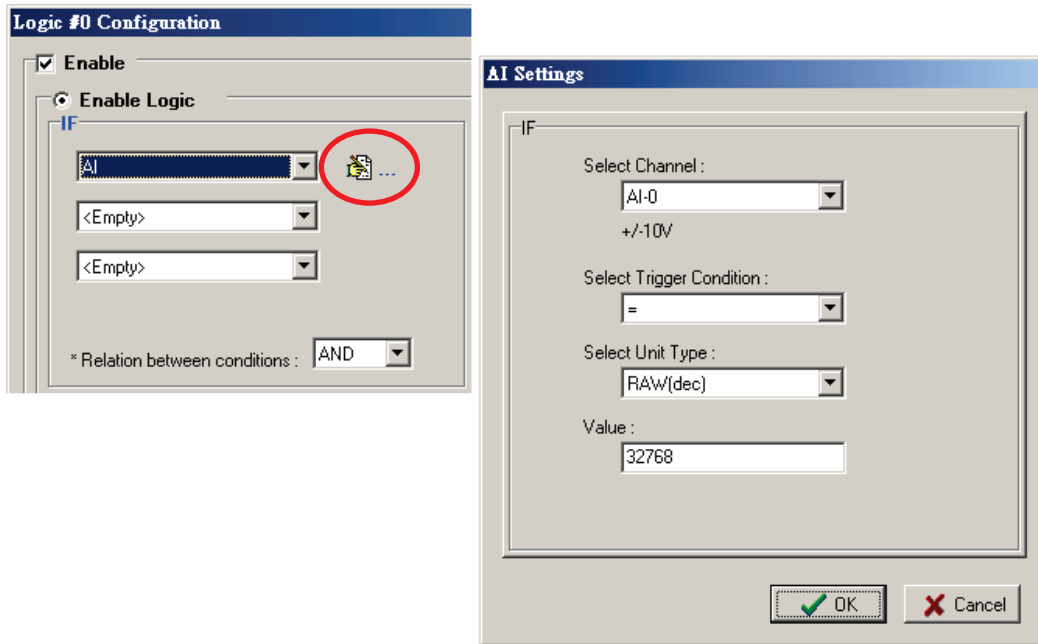 Logic #0 Configuration
Enable
Enable Logic
IF
AI
...
<Empty>
<Empty>
* Relation between conditions : AND
AI Settings
IF
Select Channel :
AI-0
+/-10V
Select Trigger Condition :
=
Select Unit Type :
RAW(dec)
Value :
32768
OK
Cancel